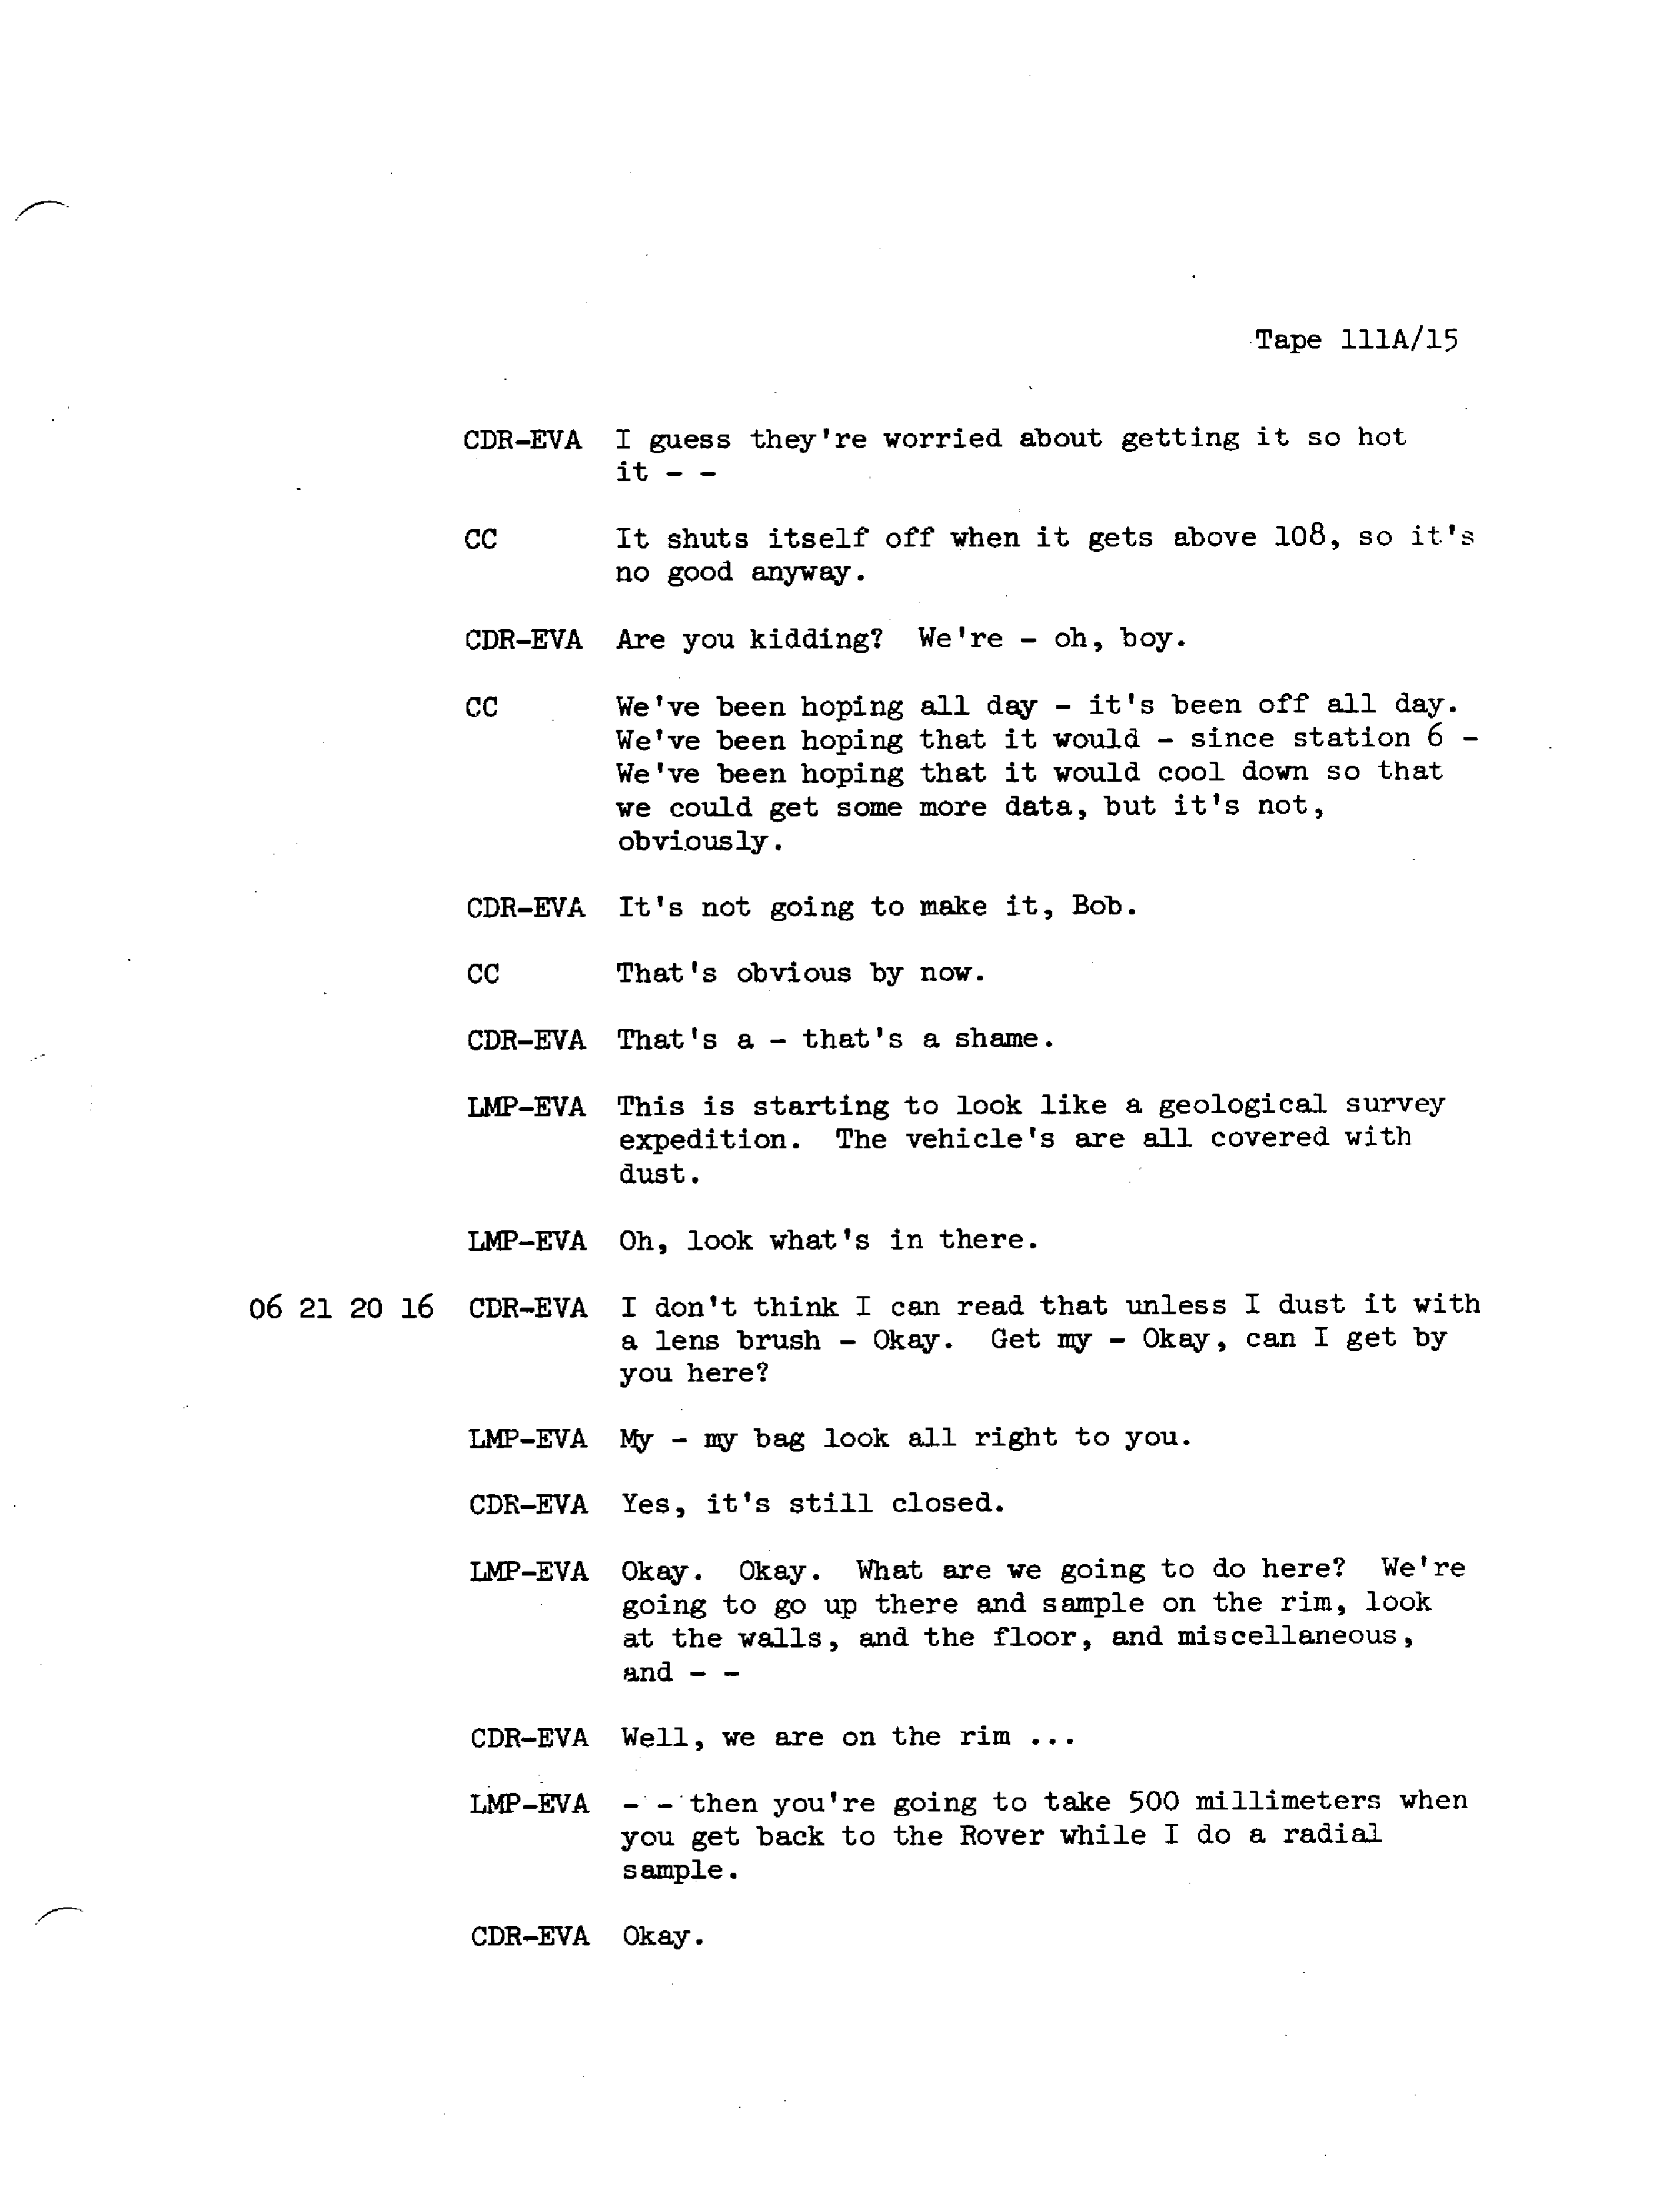 Tape 111A/15
CDR-EVA I guess they're worried about getting it so hot
it - -
CC It shuts itself off when it gets above 108, so it's
no good anyway.
CDR-EVA Are you kidding? We're - oh, boy.
CC We've been hoping all day - it's been off all day.
We've been hoping that it would - since station 6 -
We've been hoping that it would cool down so that
we could get some more data, but it's not,
obviously.
CDR-EVA It's not going to make it, Bob.
CC That's obvious by now.
CDR-EVA That's a - that's a shame.
LMP-EVA This is starting to look like a geological survey
expedition. The vehicle's are all covered with
dust.
LMP-EVA Oh, look what's in there.
06 21 20 16 CDR-EVA I don't think I can read that unless I dust it with
a lens brush - Okay. Get my - Okay, can I get by
you here?
LMP-EVA My - my bag look all right to you.
CDR-EVA Yes, it's still closed.
LMP-EVA Okay. Okay. What are we going to do here? We're
going to go up there and sample on the rim, look
at the walls, and the floor, and miscellaneous,
and - -
CDR-EVA Well, we are on the rim ...
LMP-EVA - - then you're going to take 500 millimeters when
you get back to the Rover while I do a radial
sample.
CDR-EVA Okay.